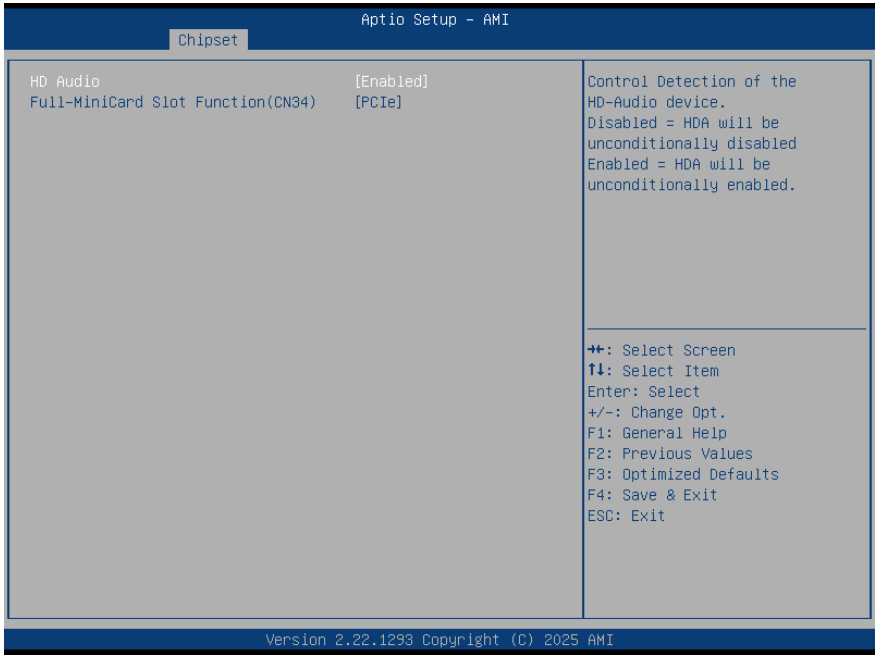 Aptio Setup – AMI
Chipset
HD Audio [Enabled]
Full-MiniCard Slot Function(CN34) [PCIe]
Control Detection of the
HD-Audio device.
Disabled = HDA will be
unconditionally disabled
Enabled = HDA will be
unconditionally enabled.
→←: Select Screen
↑↓: Select Item
Enter: Select
+/-: Change Opt.
F1: General Help
F2: Previous Values
F3: Optimized Defaults
F4: Save & Exit
ESC: Exit
Version 2.22.1293 Copyright (C) 2025 AMI